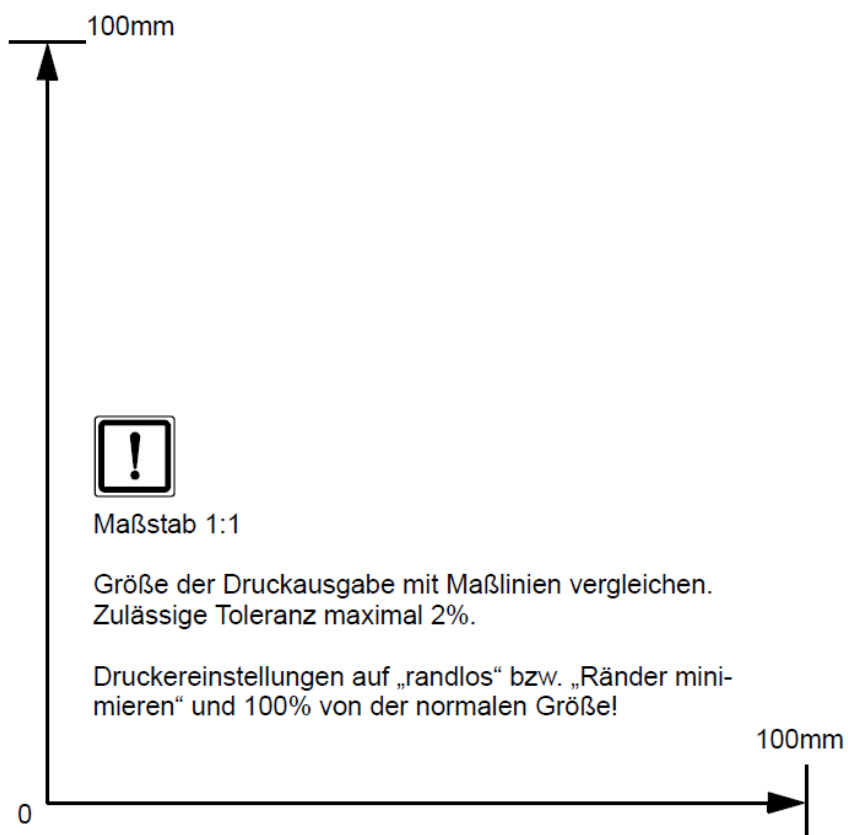 100mm
!
Maßstab 1:1
Größe der Druckausgabe mit Maßlinien vergleichen.
Zulässige Toleranz maximal 2%.
Druckereinstellungen auf „randlos“ bzw. „Ränder mini-
mieren“ und 100% von der normalen Größe!
100mm
0